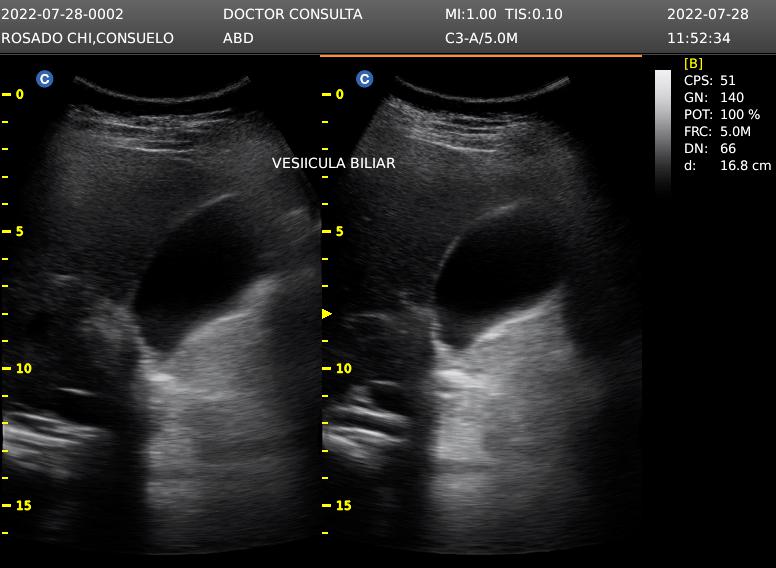 2022-07-28-0002 DOCTOR CONSULTA MI:1.00 TIS:0.10 2022-07-28
ROSADO CHI,CONSUELO ABD C3-A/5.0M 11:52:34
C C [B]
0 0 CPS: 51
GN: 140
POT: 100 %
FRC: 5.0M
DN: 66
VESIICULA BILIAR d: 16.8 cm
5 5
10 10
15 15